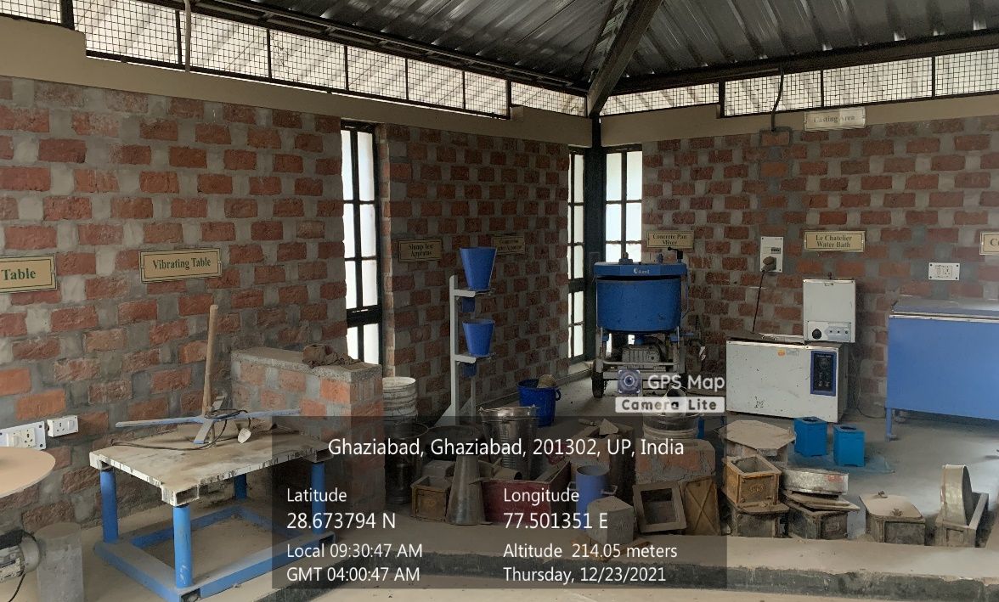 Casting Area
Table
Vibrating Table
Slump Test
Apparatus
Concrete Pan
Mixer
Le Chatelier
Water Bath
GPS Map
Camera Lite
Ghaziabad, Ghaziabad, 201302, UP, India
Latitude
28.673794 N
Longitude
77.501351 E
Local 09:30:47 AM
GMT 04:00:47 AM
Altitude 214.05 meters
Thursday, 12/23/2021